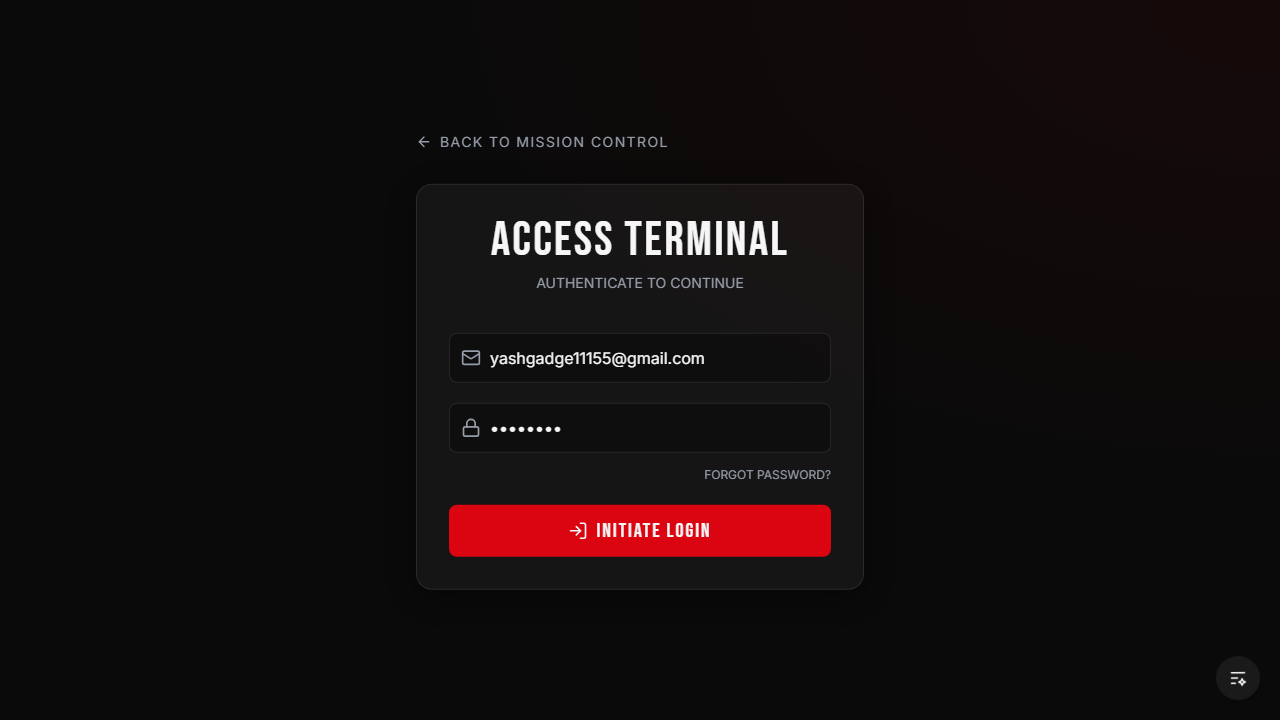 BACK TO MISSION CONTROL
ACCESS TERMINAL
AUTHENTICATE TO CONTINUE
yashgadge11155@gmail.com
••••••••
FORGOT PASSWORD?
INITIATE LOGIN